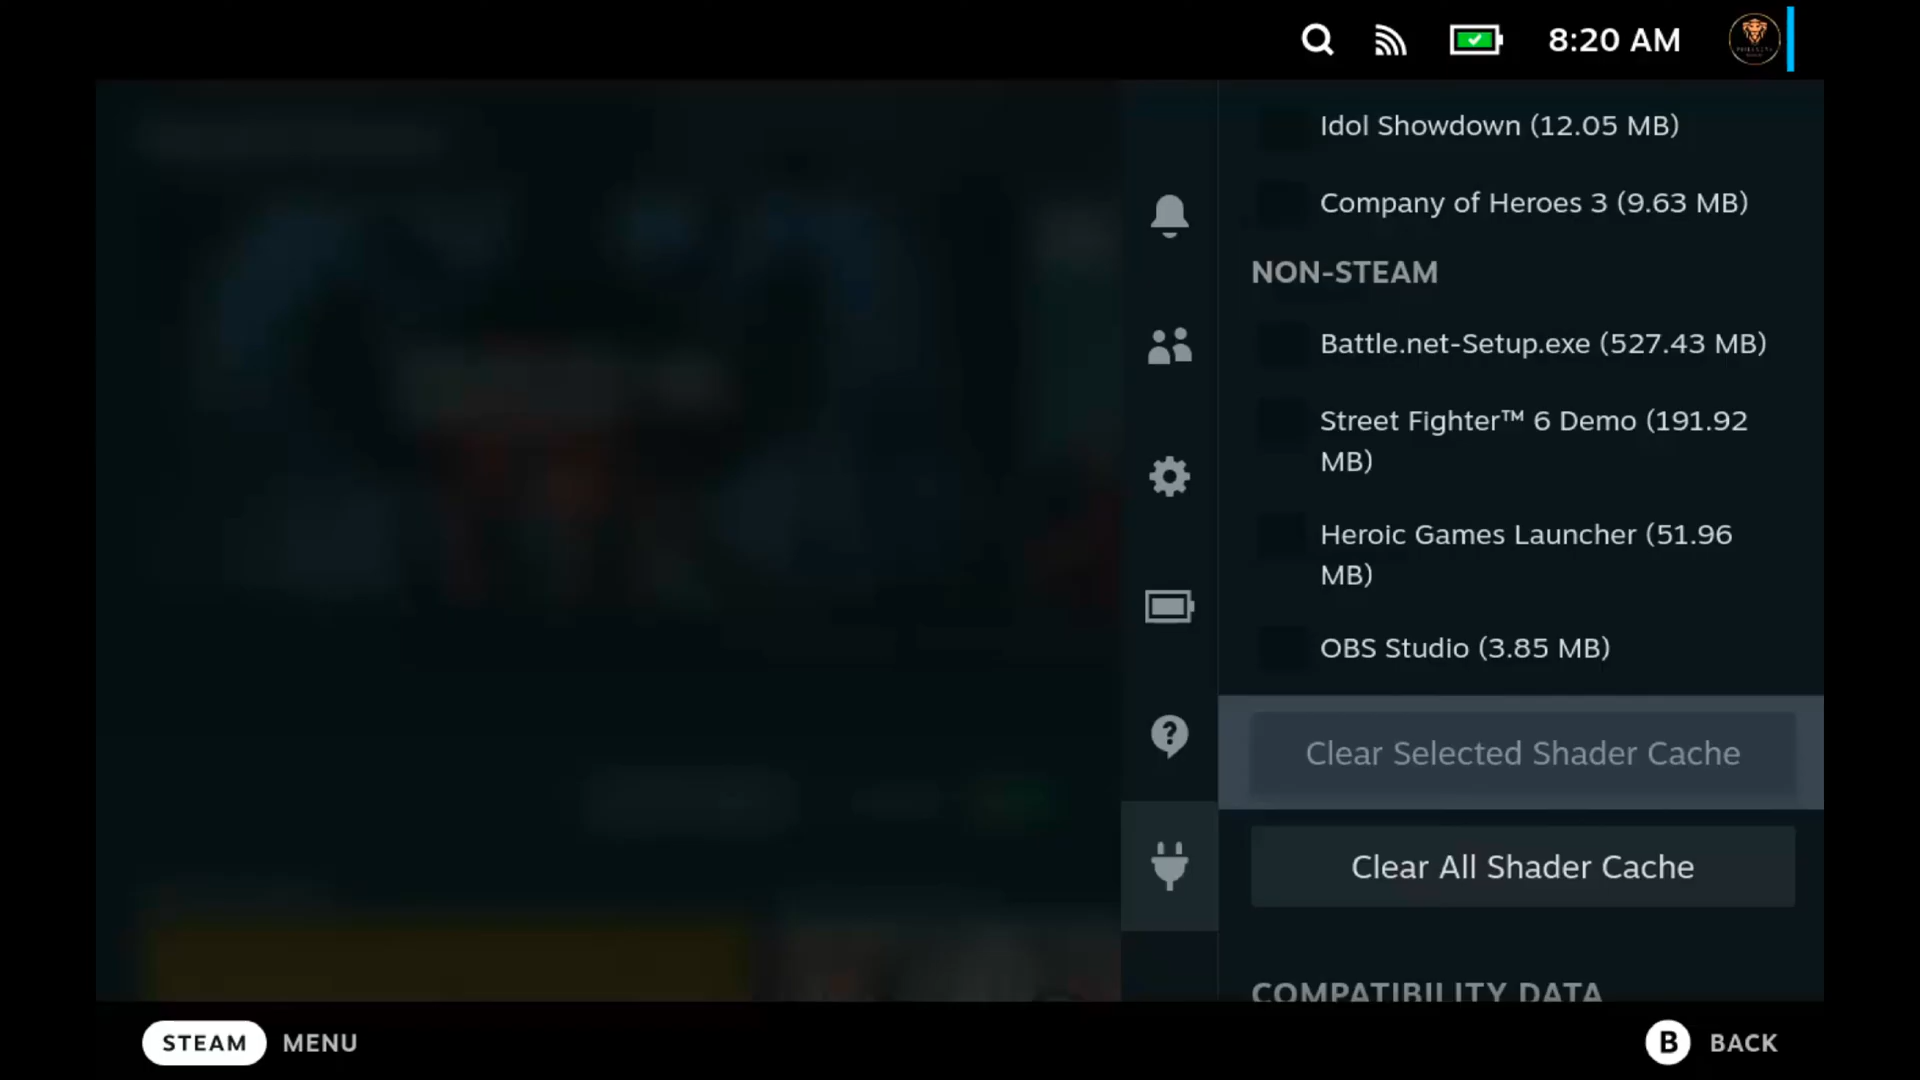 8:20 AM
Idol Showdown (12.05 MB)
Company of Heroes 3 (9.63 MB)
NON-STEAM
Battle.net-Setup.exe (527.43 MB)
Street Fighter™ 6 Demo (191.92
MB)
Heroic Games Launcher (51.96
MB)
OBS Studio (3.85 MB)
Clear Selected Shader Cache
Clear All Shader Cache
COMPATIBILITY DATA
STEAM MENU
B BACK